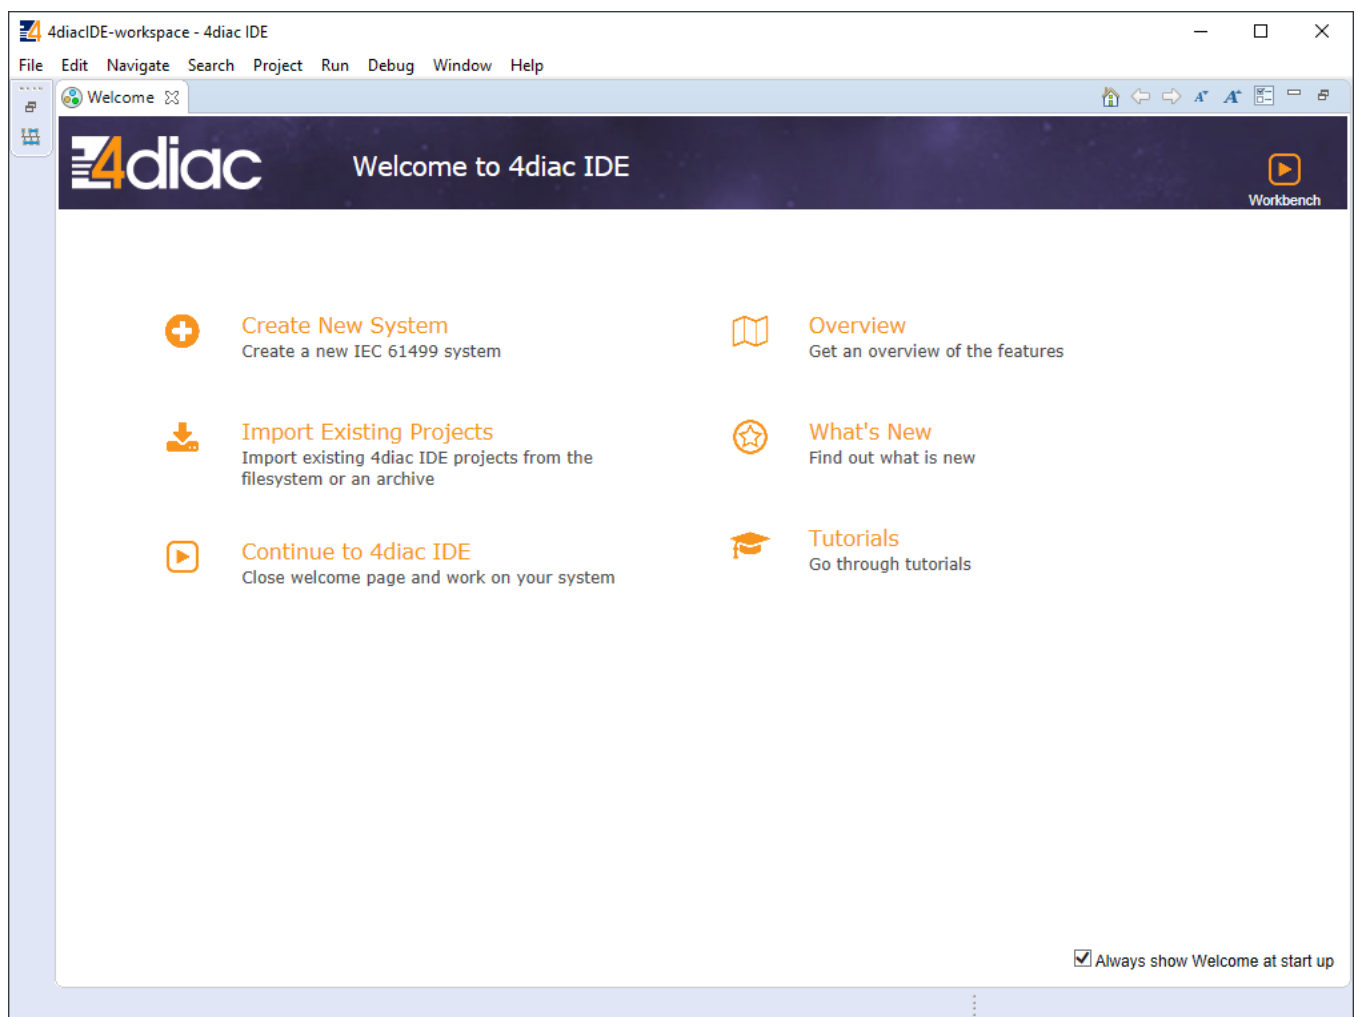 4diacIDE-workspace - 4diac IDE
File Edit Navigate Search Project Run Debug Window Help
Welcome
4diac
Welcome to 4diac IDE
Workbench
Create New System
Create a new IEC 61499 system
Overview
Get an overview of the features
Import Existing Projects
Import existing 4diac IDE projects from the
filesystem or an archive
What's New
Find out what is new
Continue to 4diac IDE
Close welcome page and work on your system
Tutorials
Go through tutorials
Always show Welcome at start up